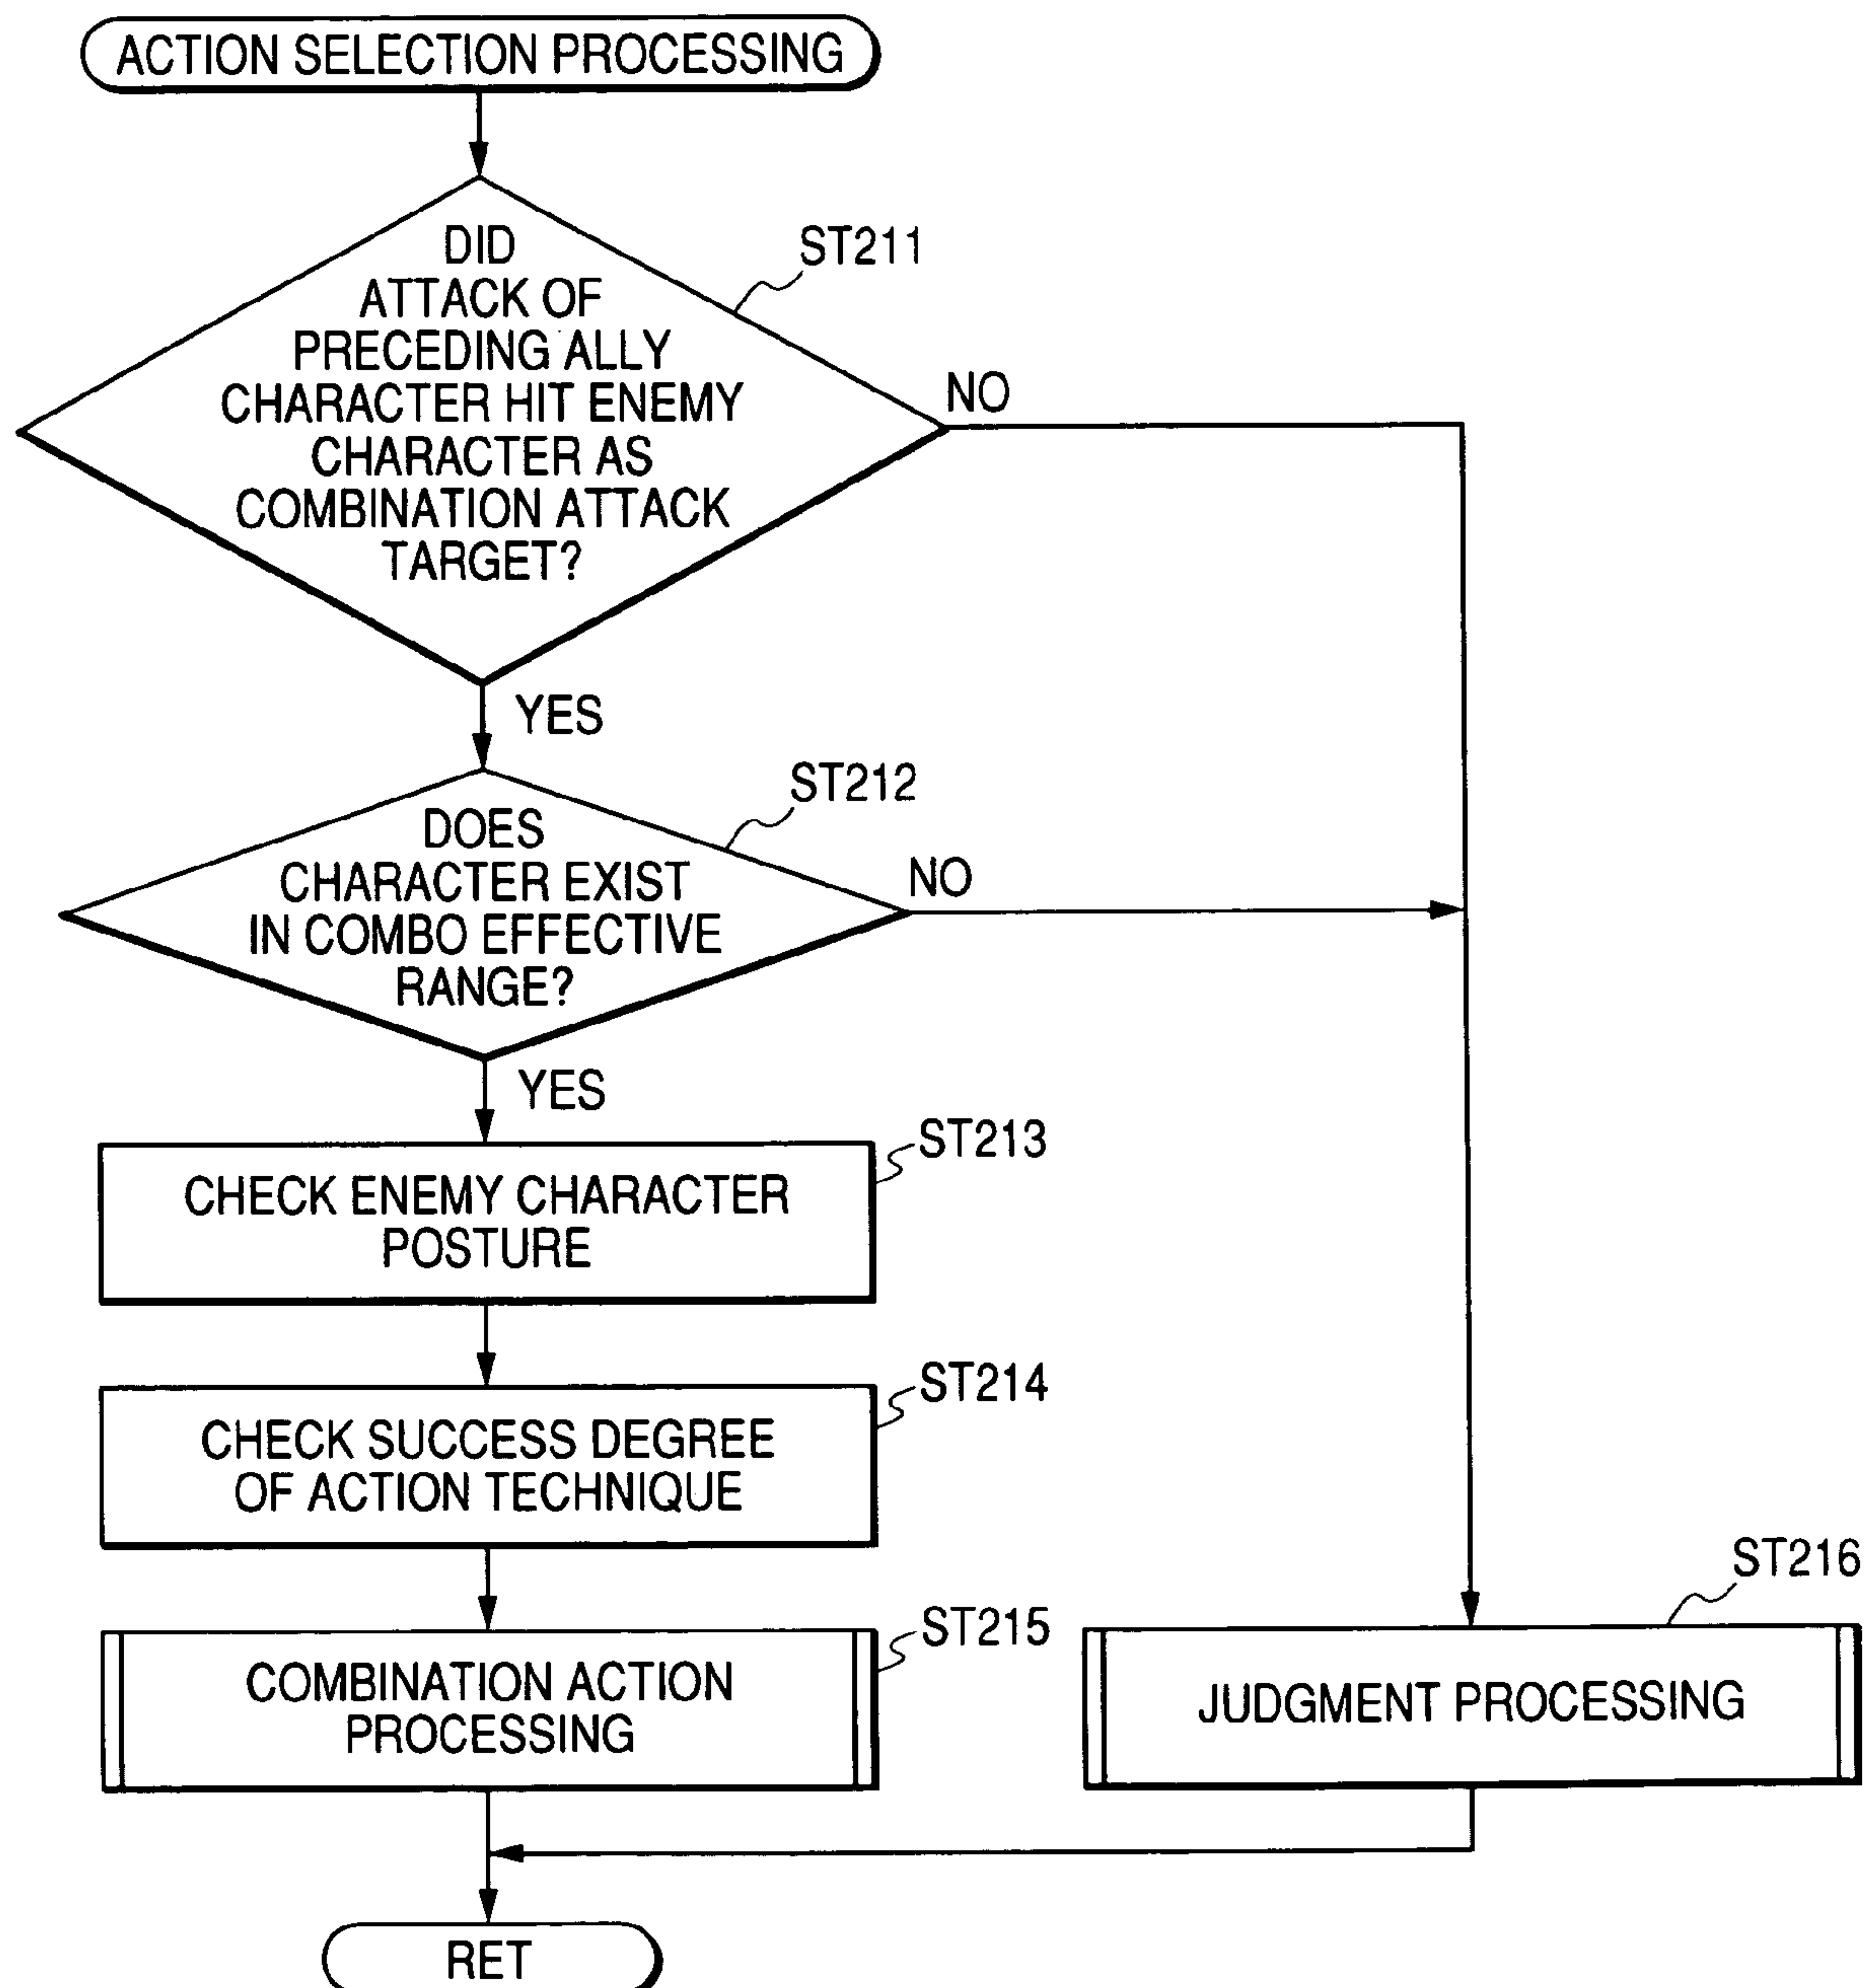 ACTION SELECTION PROCESSING
DID
ATTACK OF
PRECEDING ALLY
CHARACTER HIT ENEMY
CHARACTER AS
COMBINATION ATTACK
TARGET?
ST211
NO
YES
DOES
CHARACTER EXIST
IN COMBO EFFECTIVE
RANGE?
ST212
NO
YES
CHECK ENEMY CHARACTER
POSTURE
ST213
CHECK SUCCESS DEGREE
OF ACTION TECHNIQUE
ST214
COMBINATION ACTION
PROCESSING
ST215
JUDGMENT PROCESSING
ST216
RET